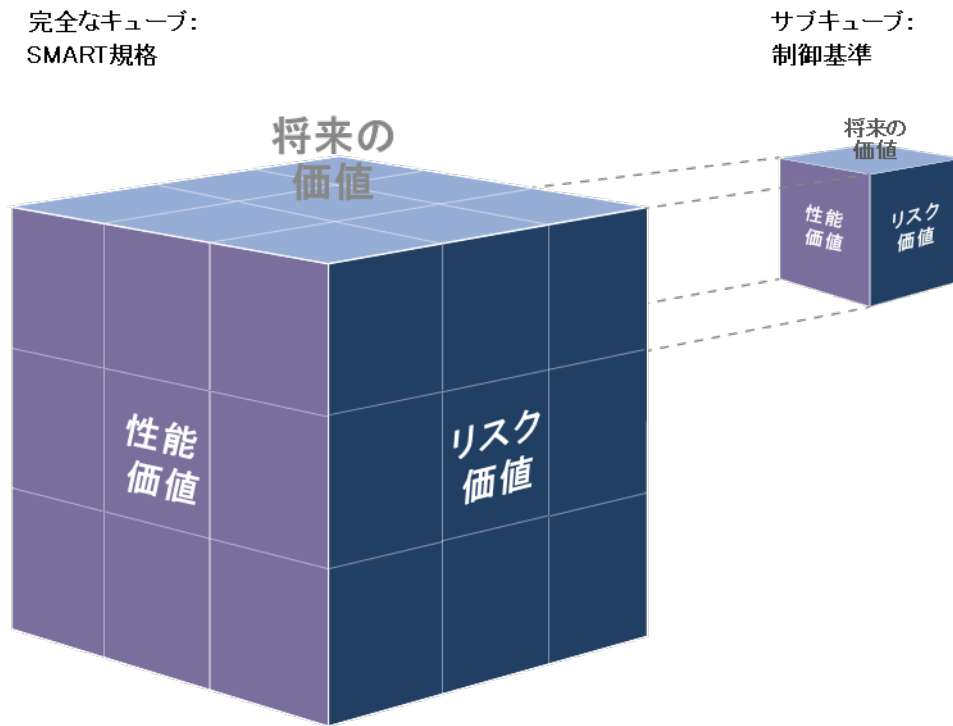 完全なキューブ:
SMART規格
サブキューブ:
制御基準
将来の
価値
将来の
価値
性能
価値
リスク
価値
性能
価値
リスク
価値